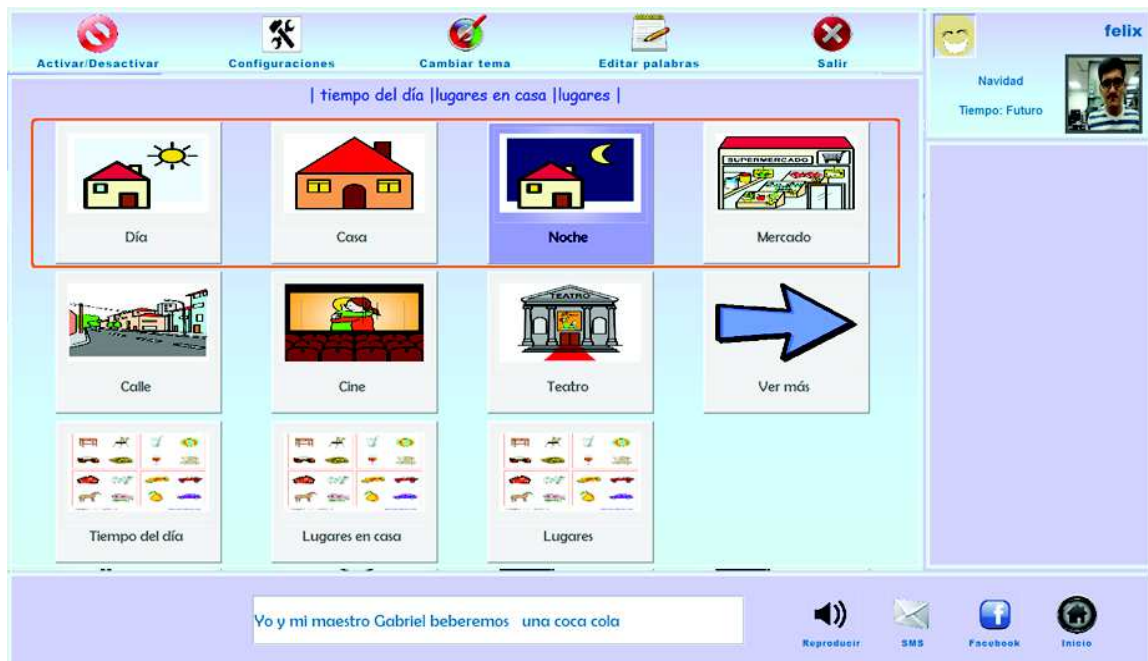 Activar/Desactivar Configuraciones Cambiar tema Editar palabras Salir
felix
Navidad
Tiempo: Futuro
| tiempo del día |lugares en casa |lugares |
SUPERMERCADO
Día Casa Noche Mercado
TEATRO
Calle Cine Teatro Ver más
Tiempo del día Lugares en casa Lugares
Yo y mi maestro Gabriel beberemos una coca cola
Reproducir SMS Facebook Inicio